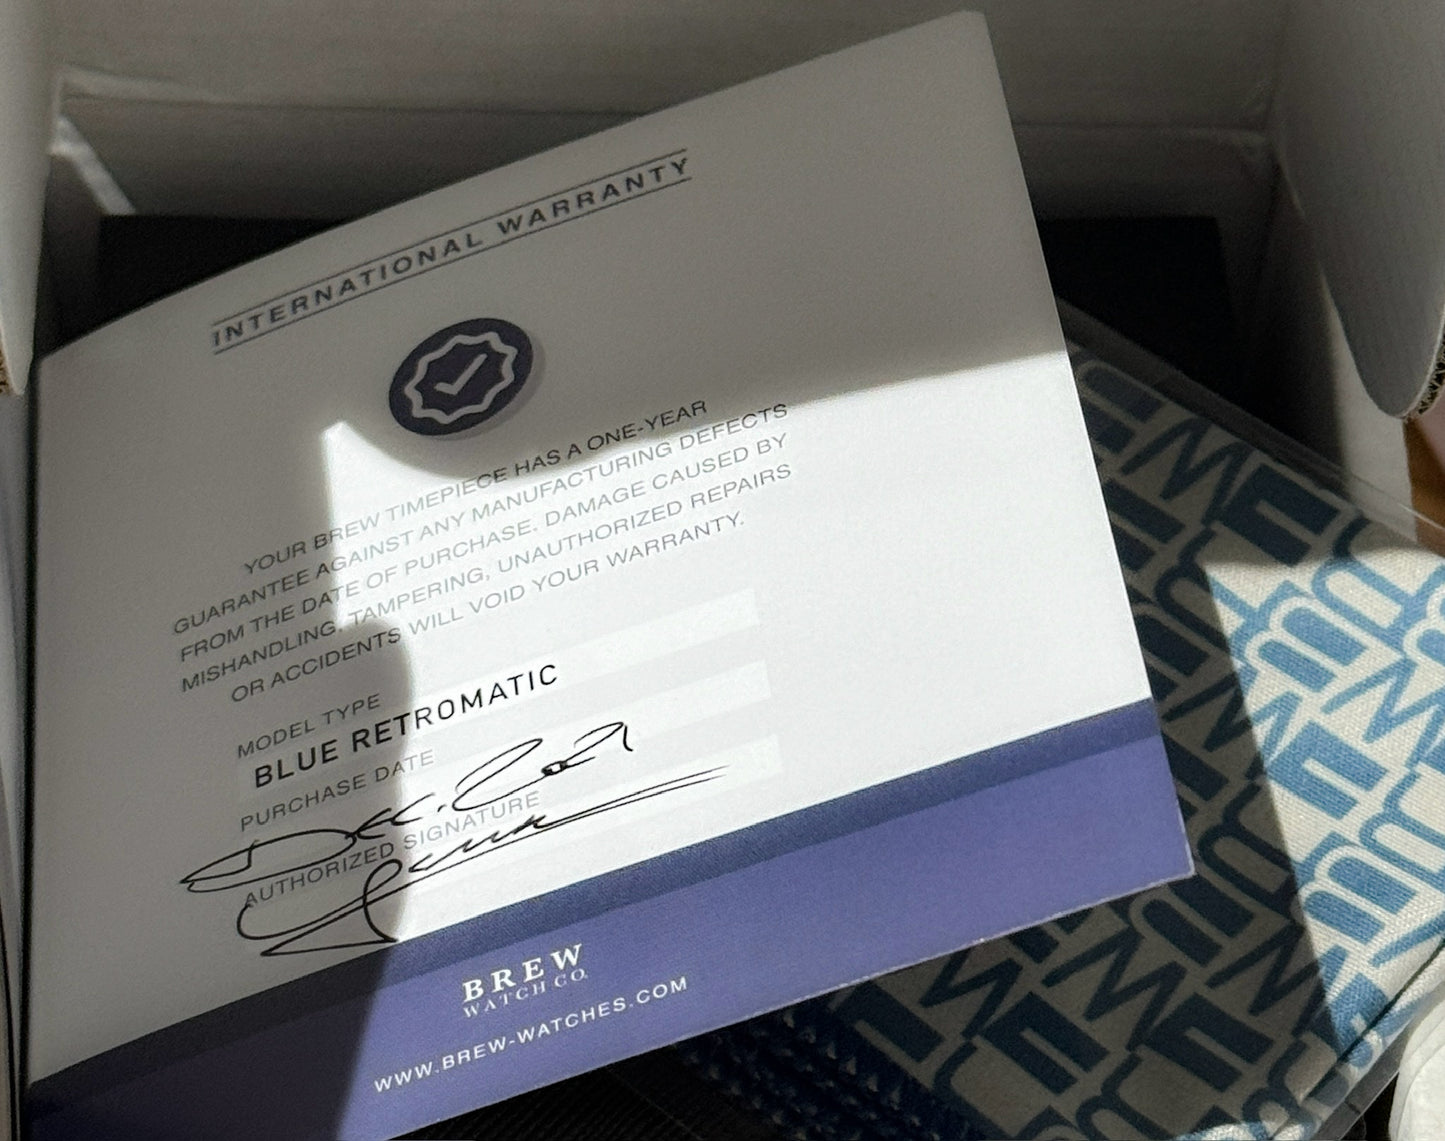 INTERNATIONAL WARRANTY
YOUR BREW TIMEPIECE HAS A ONE-YEAR
GUARANTEE AGAINST ANY MANUFACTURING DEFECTS
FROM THE DATE OF PURCHASE. DAMAGE CAUSED BY
MISHANDLING, TAMPERING, UNAUTHORIZED REPAIRS
OR ACCIDENTS WILL VOID YOUR WARRANTY.
MODEL TYPE
BLUE RETROMATIC
PURCHASE DATE
Dec.
AUTHORIZED SIGNATURE
BREW
WATCH CO.
WWW.BREW-WATCHES.COM